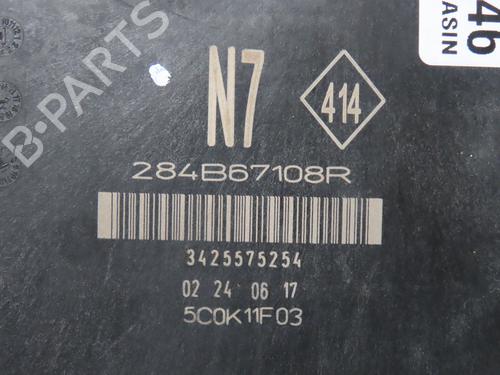 46
ASIN
B-PARTS
N7
414
284B67108R
3425575254
02 24 06 17
5C0K11F03